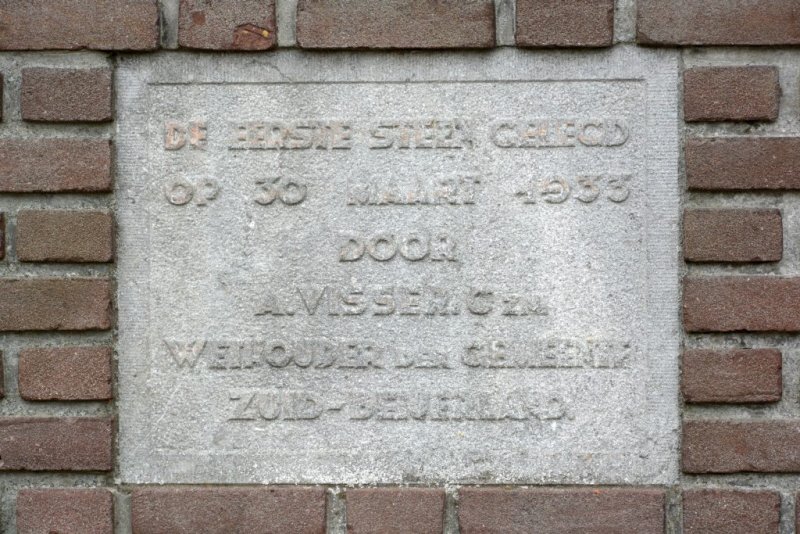 DE EERSTE STEEN GELEGD
OP 30 MAART 1933
DOOR
A. VISSER. C ZN.
WETHOUDER DER GEMEENTE
ZUID-BEIJERLAND.